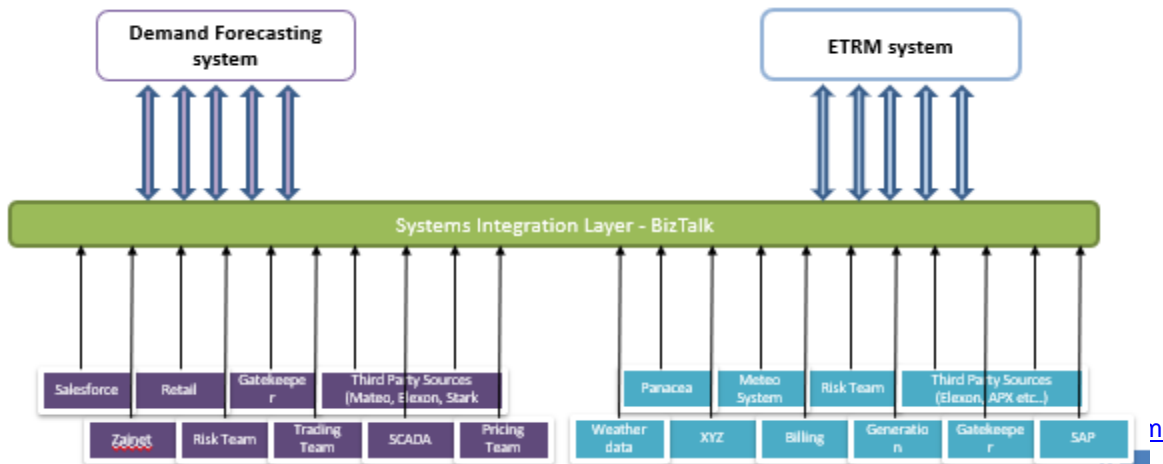 Demand Forecasting
system
ETRM system
Systems Integration Layer - BizTalk
Salesforce
Retail
Gatekeepe
r
Third Party Sources
(Mateo, Elexon, Stark
Panacea
Meteo
System
Risk Team
Third Party Sources
(Elexon, APX etc..)
Zainet
Risk Team
Trading
Team
SCADA
Pricing
Team
Weather
data
XYZ
Billing
Generatio
n
Gatekeepe
r
SAP
n